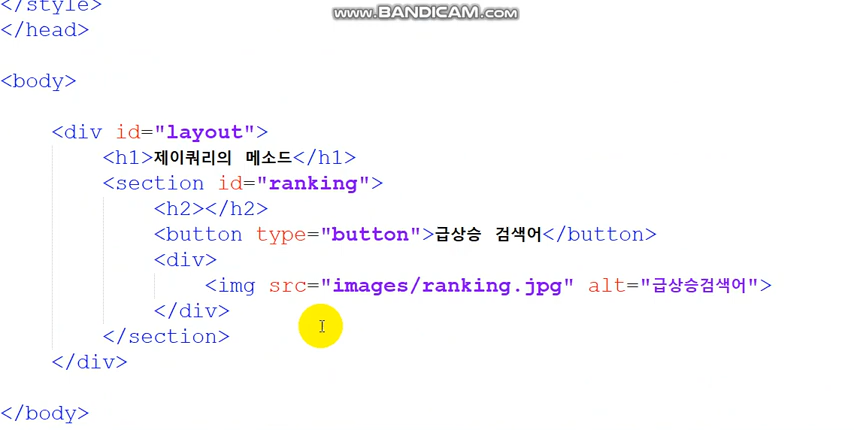 </style>
www.BANDICAM.com
</head>
<body>
<div id="layout">
<h1>제이쿼리의 메소드</h1>
<section id="ranking">
<h2></h2>
<button type="button">급상승 검색어</button>
<div>
<img src="images/ranking.jpg" alt="급상승검색어">
</div>
</section>
</div>
</body>